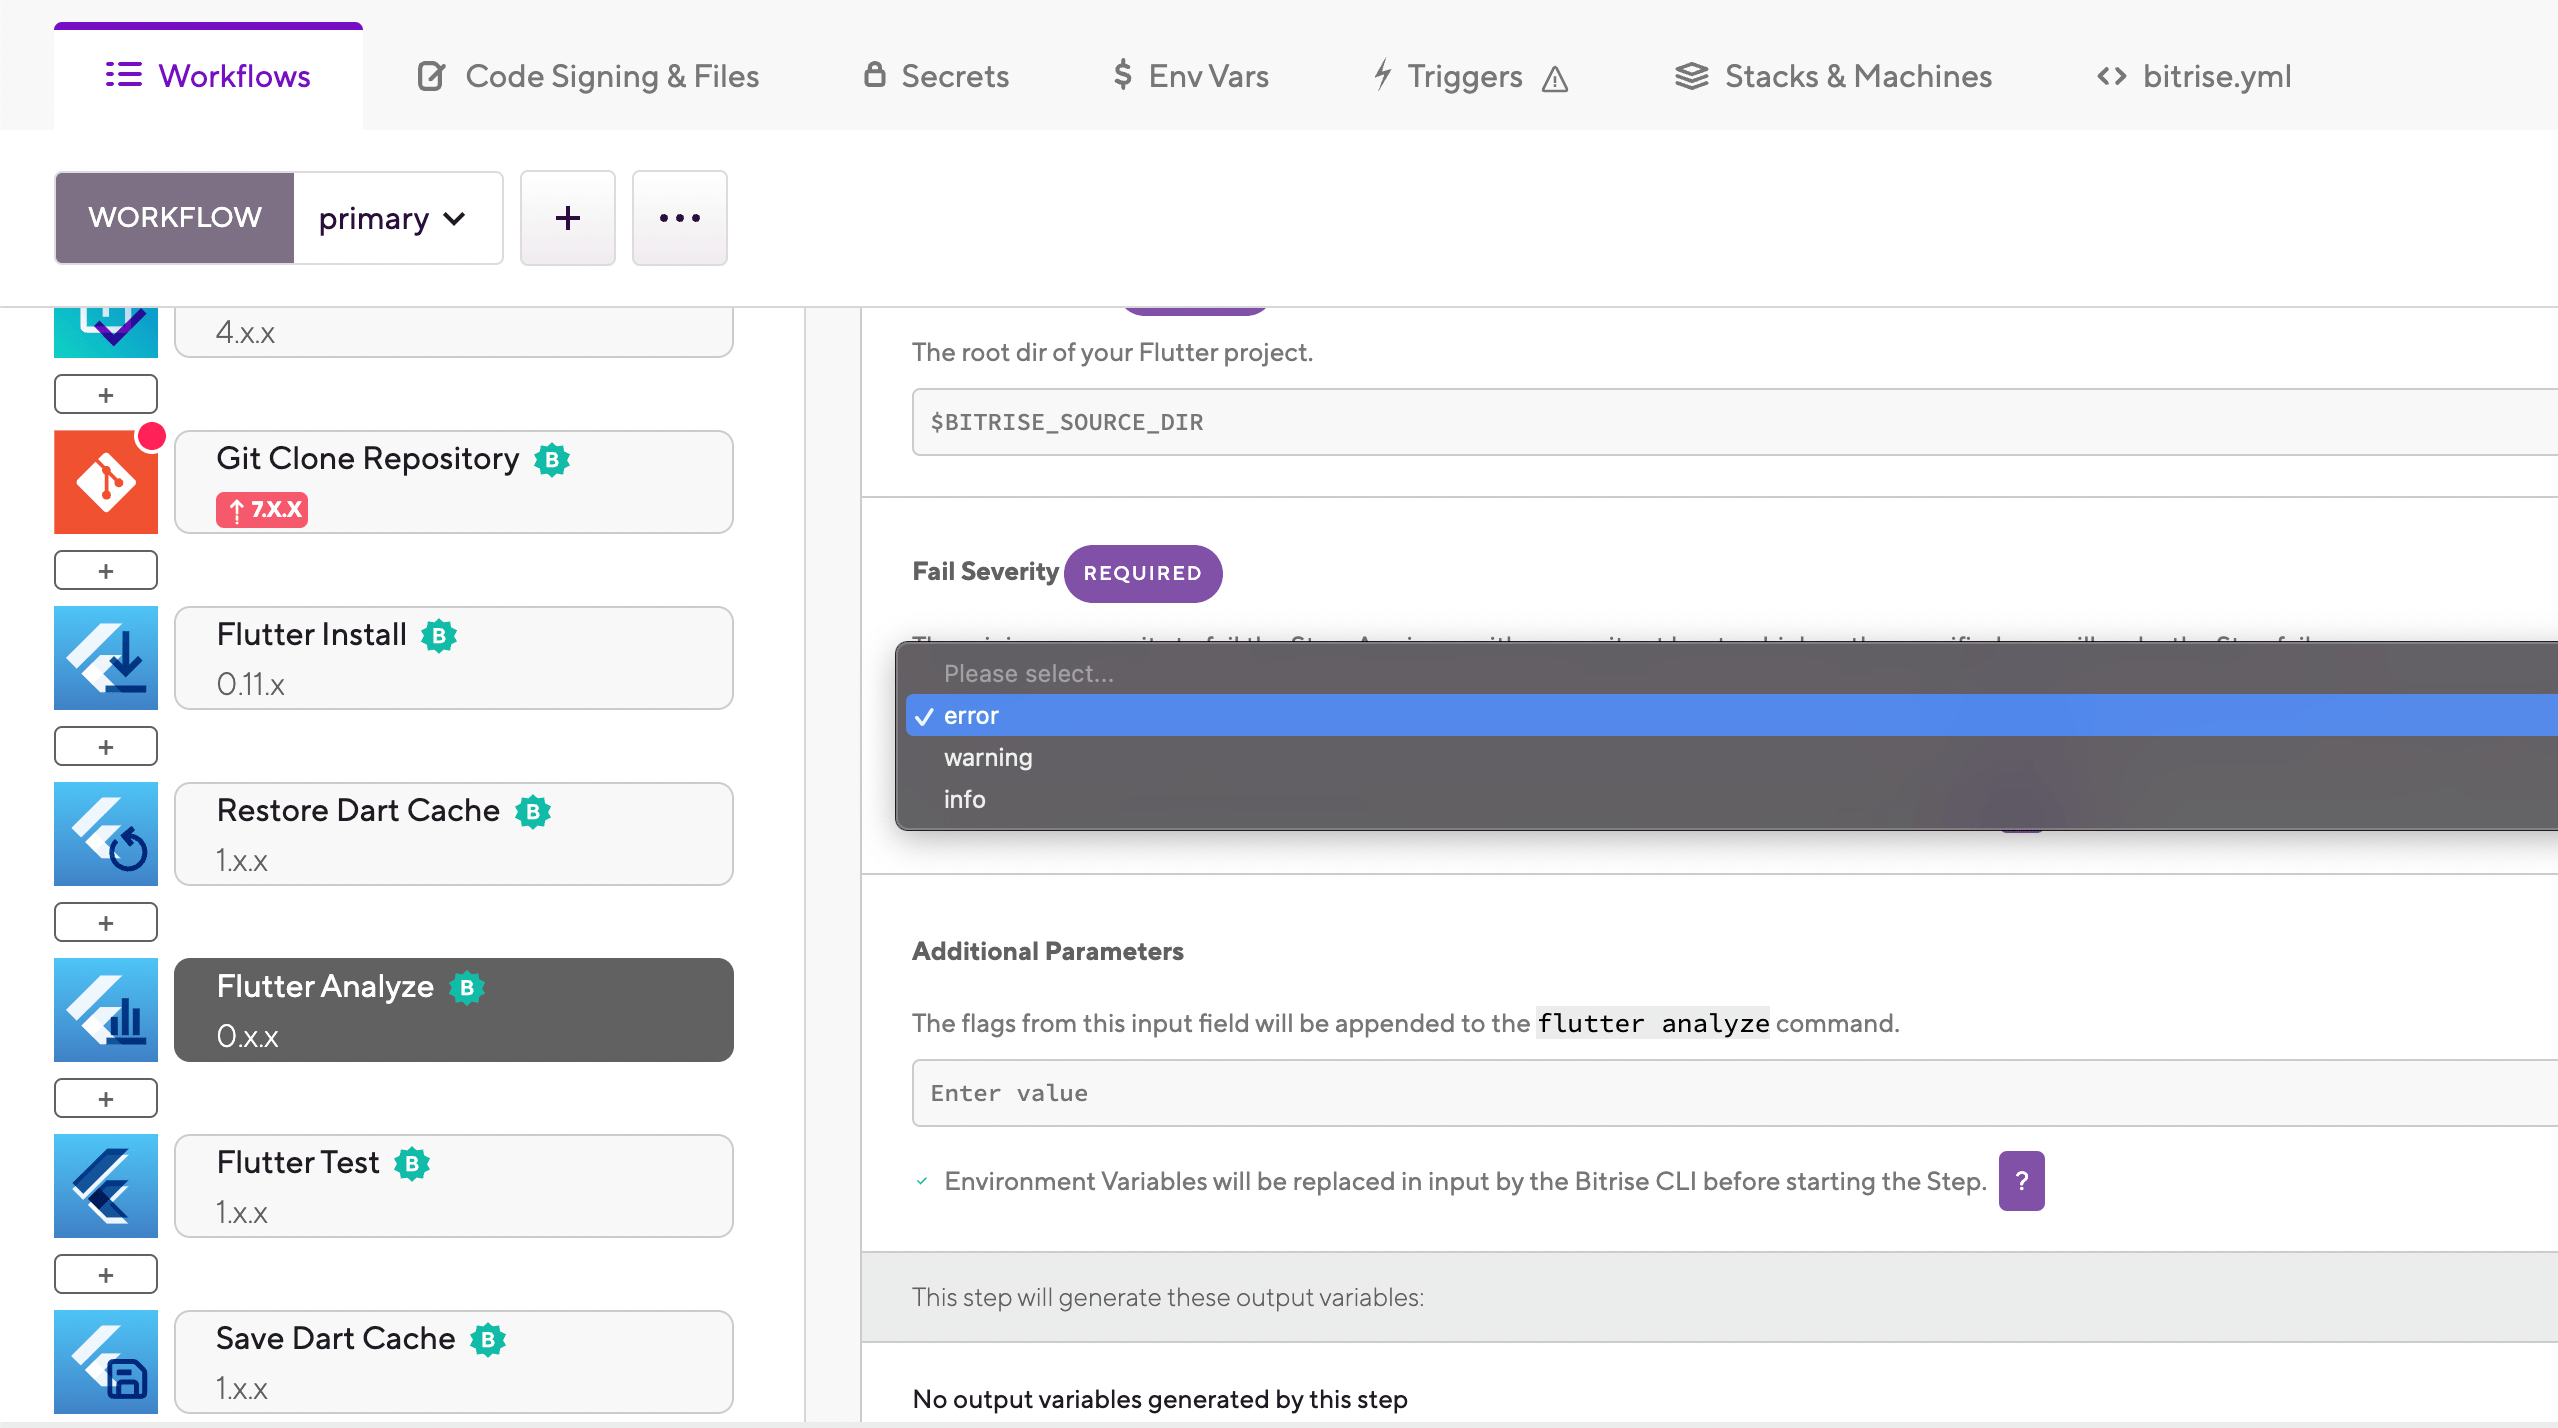 Workflows
Code Signing & Files
Secrets
Env Vars
Triggers
Stacks & Machines
bitrise.yml
WORKFLOW
primary
4.x.x
Git Clone Repository
7.X.X
Flutter Install
0.11.x
Restore Dart Cache
1.x.x
Flutter Analyze
0.x.x
Flutter Test
1.x.x
Save Dart Cache
1.x.x
The root dir of your Flutter project.
$BITRISE_SOURCE_DIR
Fail Severity REQUIRED
Please select...
error
warning
info
Additional Parameters
The flags from this input field will be appended to the flutter analyze command.
Enter value
Environment Variables will be replaced in input by the Bitrise CLI before starting the Step. ?
This step will generate these output variables:
No output variables generated by this step